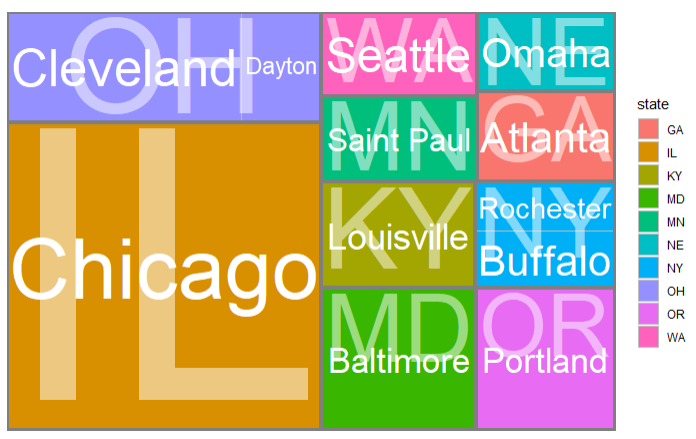 OH
Cleveland
Dayton
IL
Chicago
WA
Seattle
NE
Omaha
MN
Saint Paul
GA
Atlanta
KY
Louisville
NY
Rochester
Buffalo
MD
Baltimore
OR
Portland
state
GA
IL
KY
MD
MN
NE
NY
OH
OR
WA